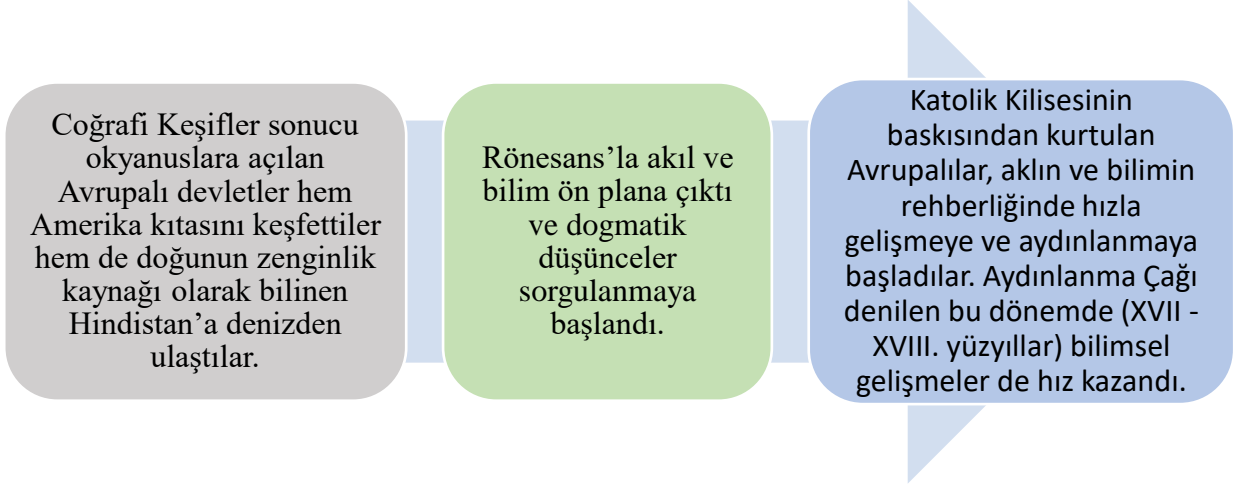 Coğrafi Keşifler sonucu
okyanuslara açılan
Avrupalı devletler hem
Amerika kıtasını keşfettiler
hem de doğunun zenginlik
kaynağı olarak bilinen
Hindistan’a denizden
ulaştılar.
Rönesans’la akıl ve
bilim ön plana çıktı
ve dogmatik
düşünceler
sorgulanmaya
başlandı.
Katolik Kilisesinin
baskısından kurtulan
Avrupalılar, aklın ve bilimin
rehberliğinde hızla
gelişmeye ve aydınlanmaya
başladılar. Aydınlanma Çağı
denilen bu dönemde (XVII -
XVIII. yüzyıllar) bilimsel
gelişmeler de hız kazandı.